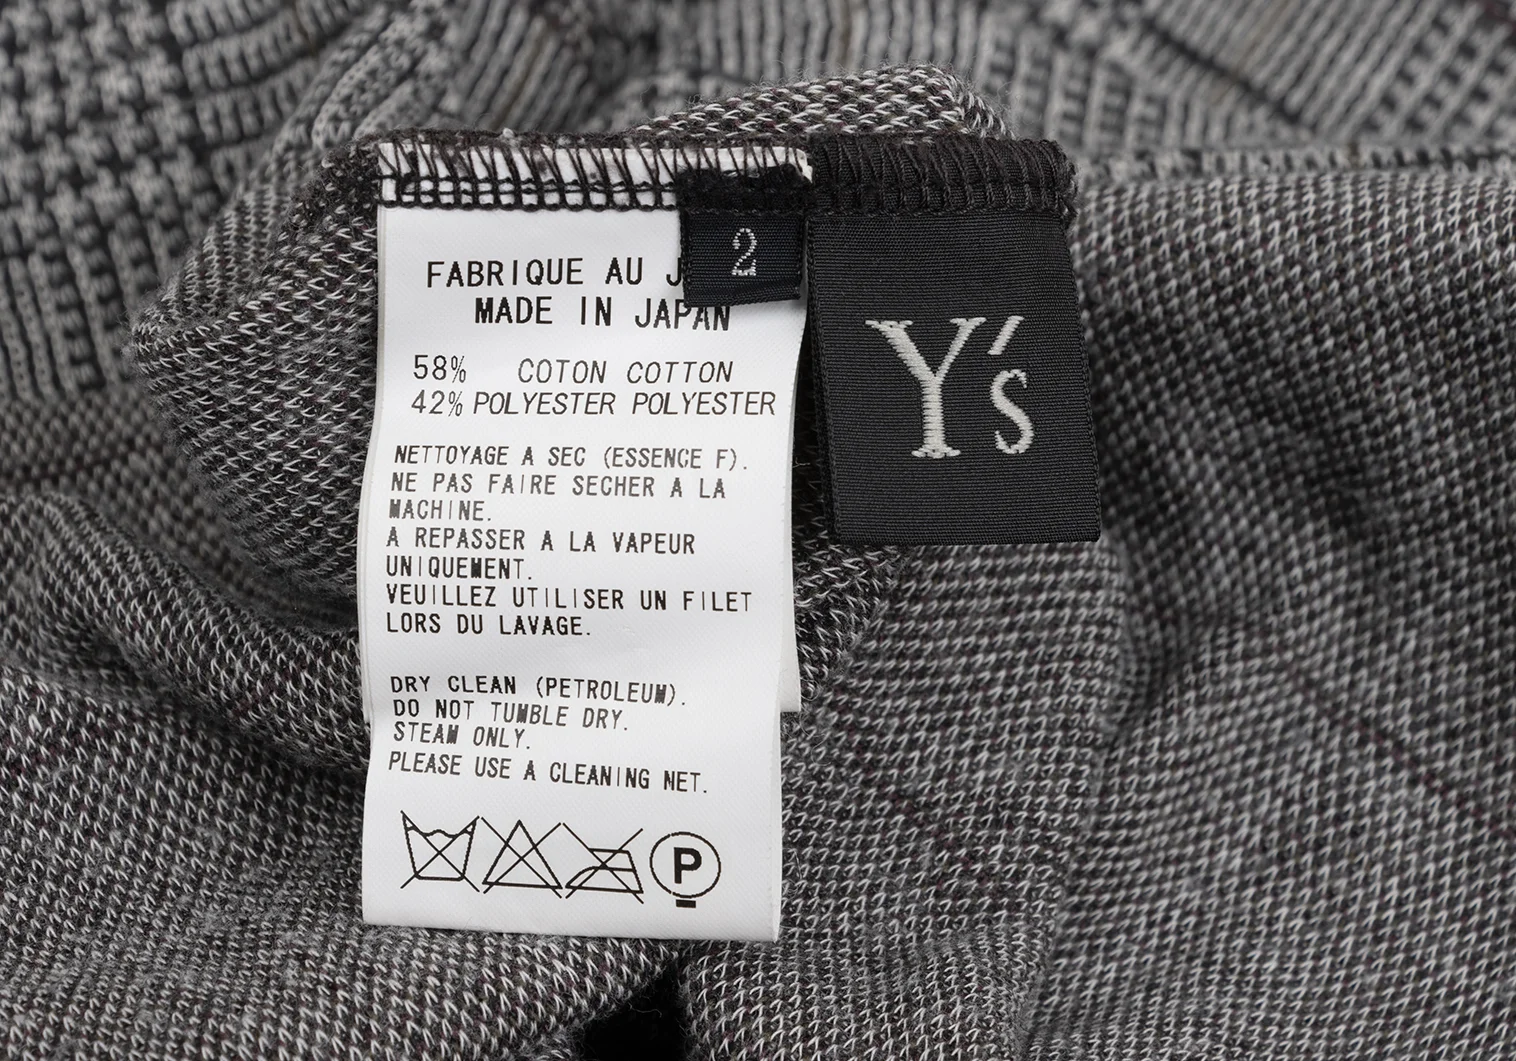 FABRIQUE AU
2
MADE IN JAPAN
Y's
58% COTON COTTON
42% POLYESTER POLYESTER
NETTOYAGE A SEC (ESSENCE F).
NE PAS FAIRE SECHER A LA
MACHINE.
A REPASSER A LA VAPEUR
UNIQUEMENT.
VEUILLEZ UTILISER UN FILET
LORS DU LAVAGE.
DRY CLEAN (PETROLEUM).
DO NOT TUMBLE DRY.
STEAM ONLY.
PLEASE USE A CLEANING NET.
P